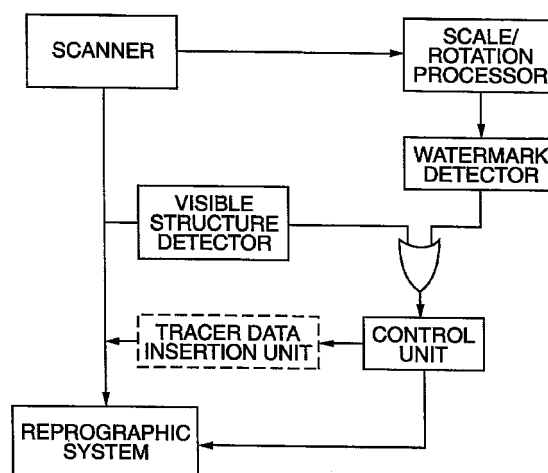 SCANNER
SCALE/
ROTATION
PROCESSOR
WATERMARK
DETECTOR
VISIBLE
STRUCTURE
DETECTOR
TRACER DATA
INSERTION UNIT
CONTROL
UNIT
REPROGRAPHIC
SYSTEM